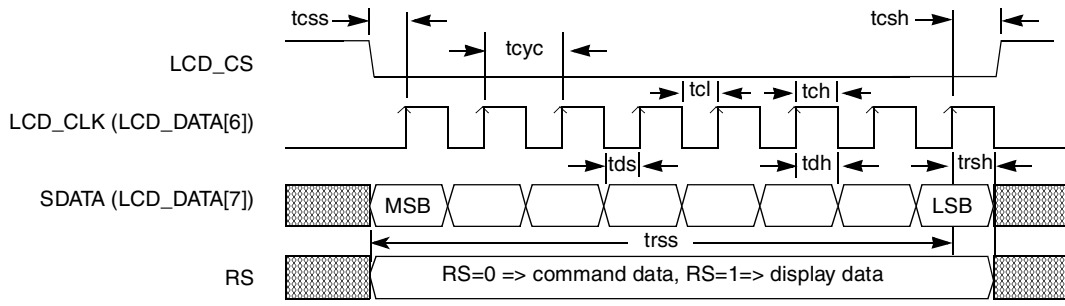 tcss
tcsh
tcyc
LCD_CS
tcl
tch
LCD_CLK (LCD_DATA[6])
tds
tdh
trsh
SDATA (LCD_DATA[7])
MSB
LSB
trss
RS
RS=0 => command data, RS=1=> display data